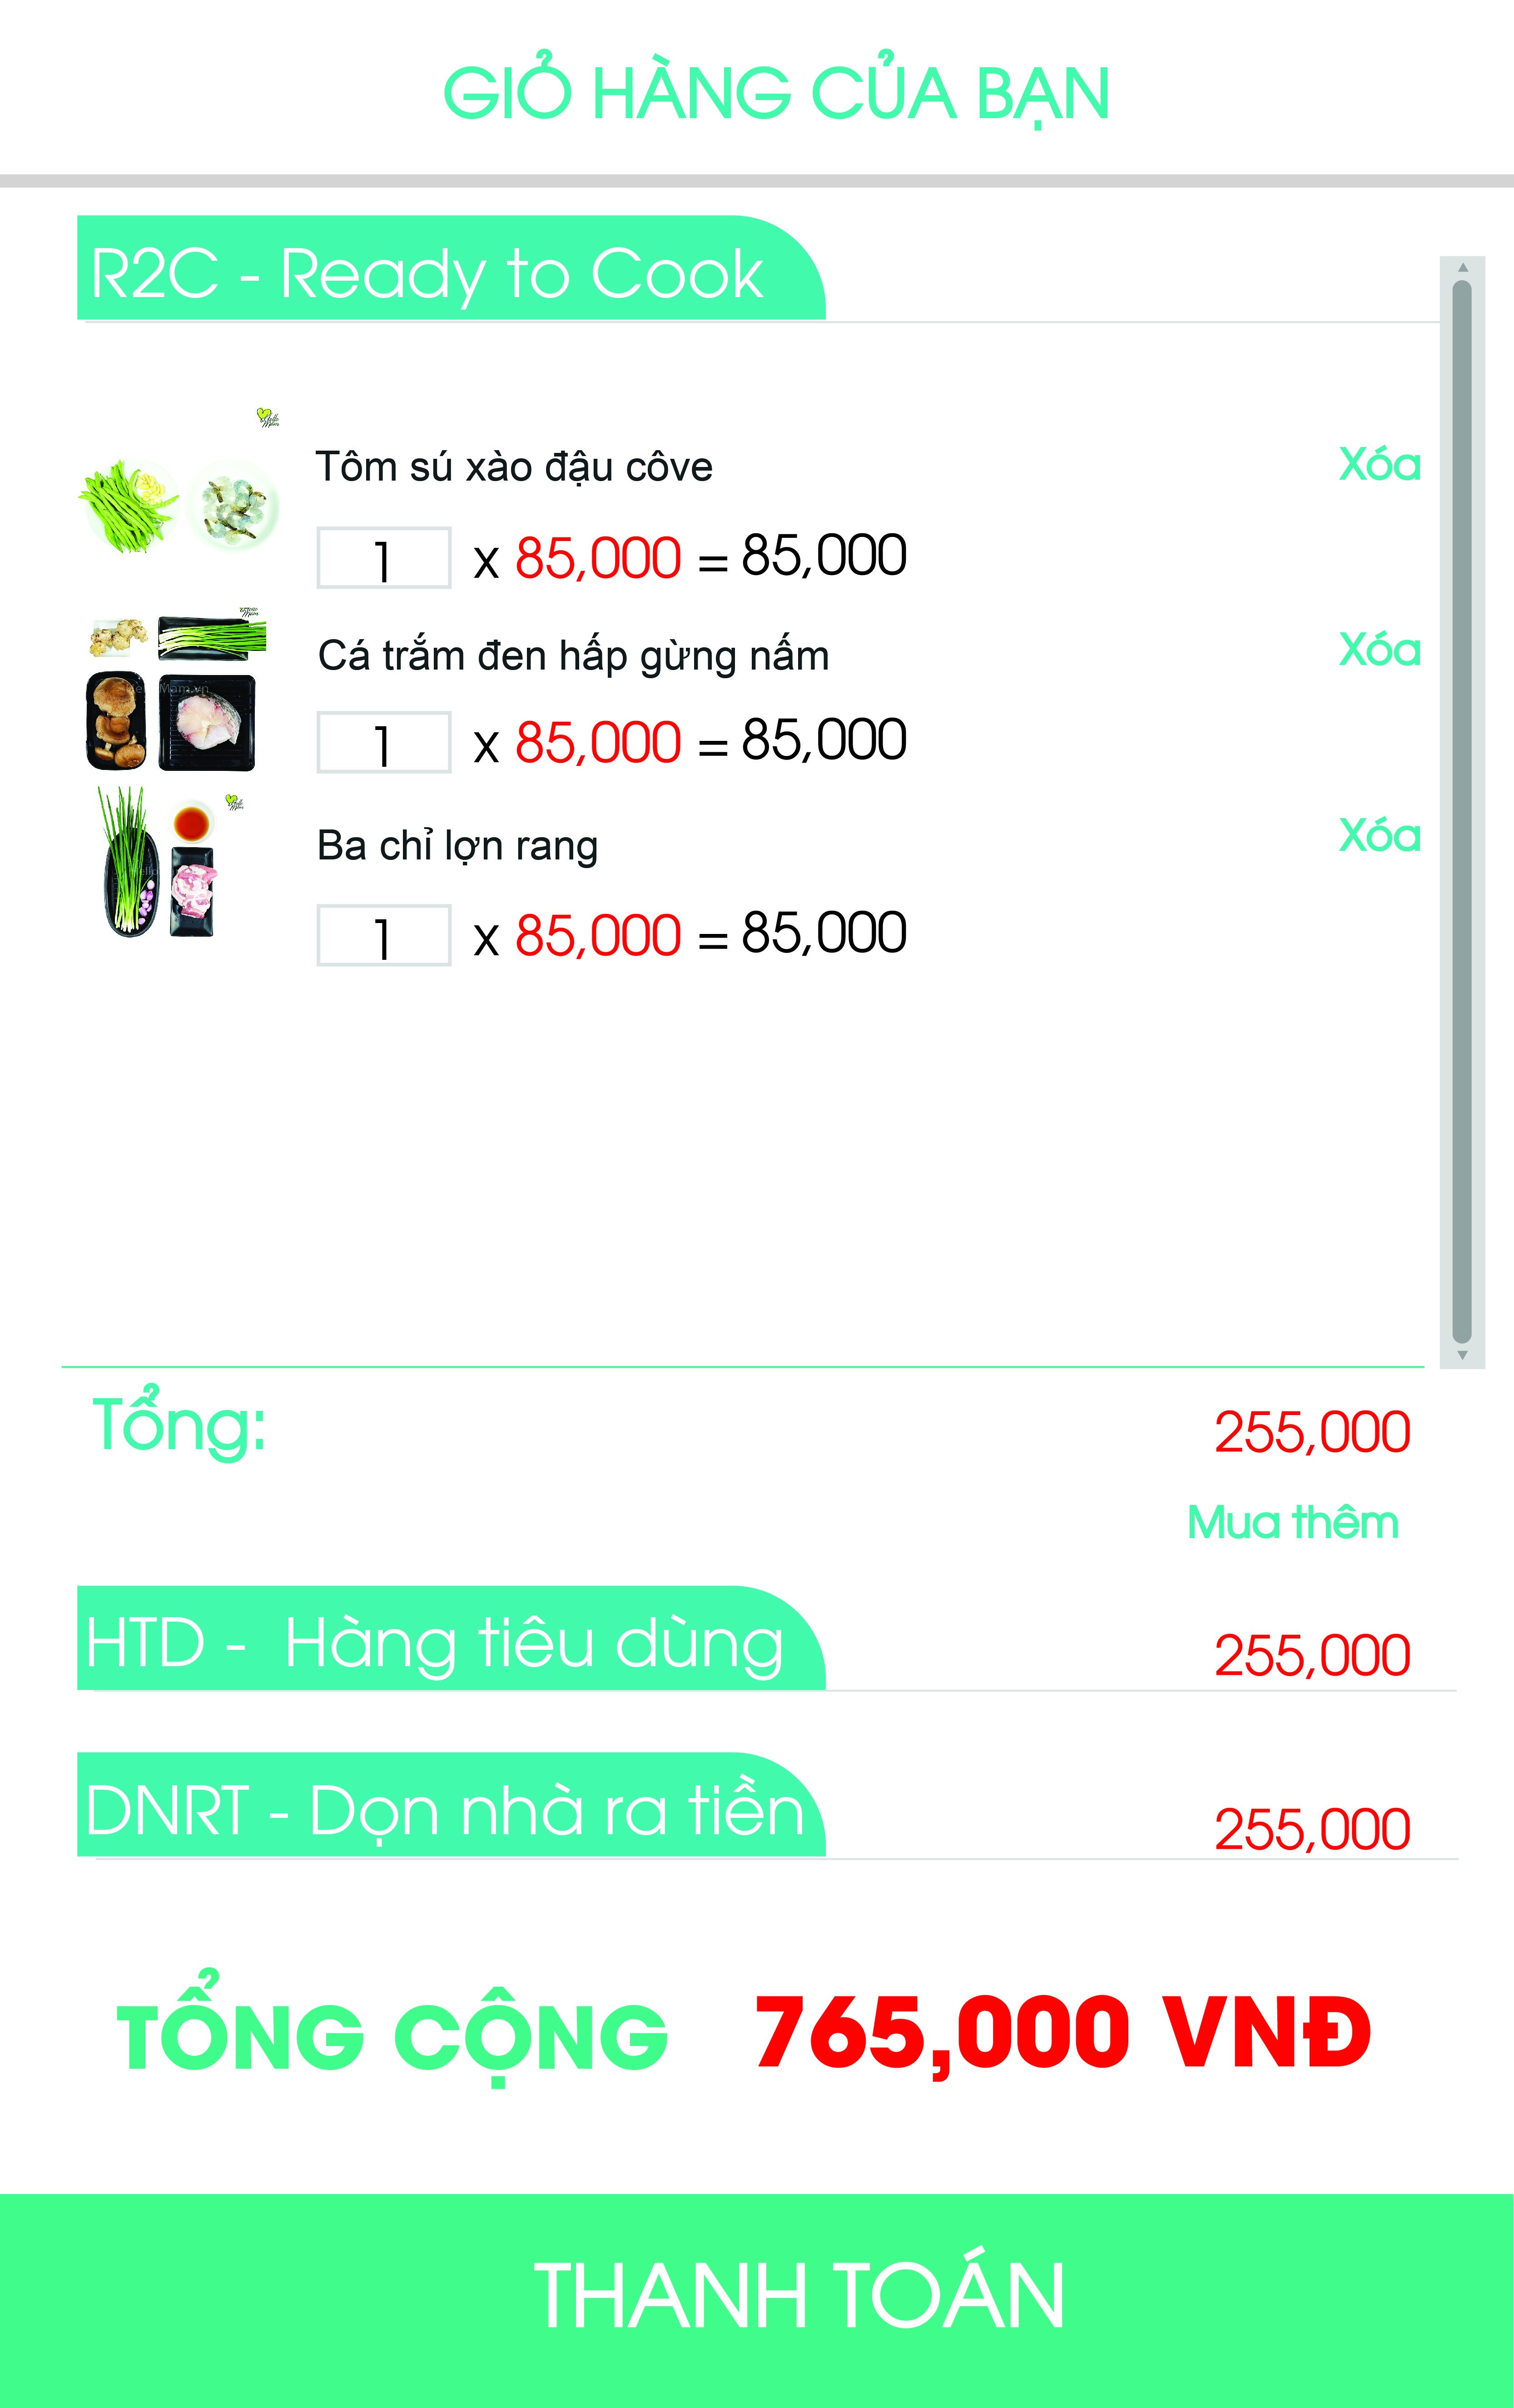 GIỎ HÀNG CỦA BẠN
R2C - Ready to Cook
Hello Mam
Tôm sú xào đậu côve
Xóa
1 x 85,000 = 85,000
Cá trắm đen hấp gừng nấm
Xóa
1 x 85,000 = 85,000
Ba chỉ lợn rang
Xóa
1 x 85,000 = 85,000
Tổng: 255,000
Mua thêm
HTD - Hàng tiêu dùng 255,000
DNRT - Dọn nhà ra tiền 255,000
TỔNG CỘNG 765,000 VNĐ
THANH TOÁN